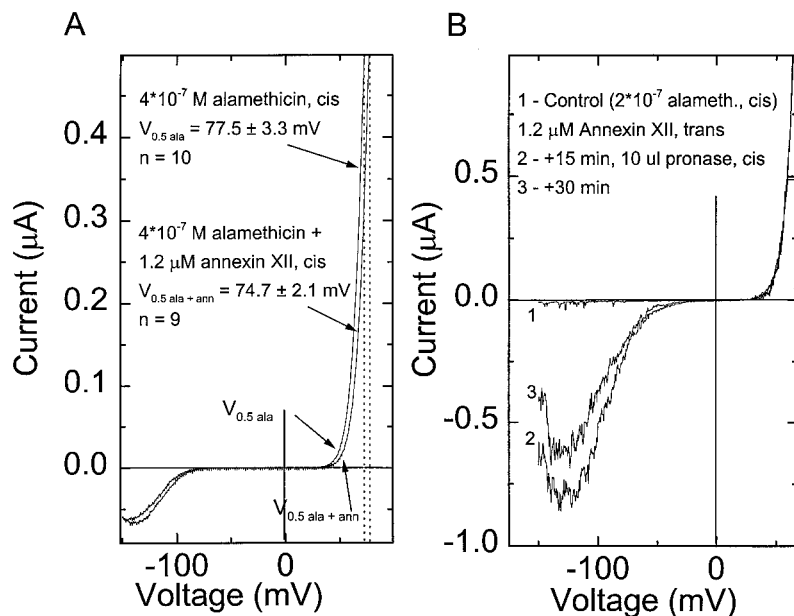 A
4*10⁻⁷ M alamethicin, cis
V0.5 ala = 77.5 ± 3.3 mV
n = 10
4*10⁻⁷ M alamethicin +
1.2 μM annexin XII, cis
V0.5 ala + ann = 74.7 ± 2.1 mV
n = 9
V0.5 ala
V0.5 ala + ann
0.4
0.3
0.2
0.1
0.0
Current (μA)
-100
0
Voltage (mV)
B
1 - Control (2*10⁻⁷ alameth., cis)
1.2 μM Annexin XII, trans
2 - +15 min, 10 ul pronase, cis
3 - +30 min
0.5
0.0
-0.5
-1.0
Current (μA)
1
3
2
-100
0
Voltage (mV)